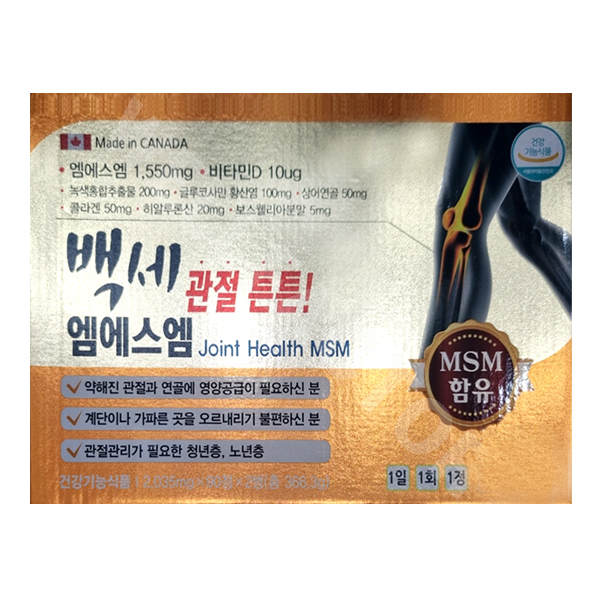 Made in CANADA
건강
기능식품
• 엠에스엠 1,550mg • 비타민D 10ug
• 녹색홍합추출물 200mg • 글루코사민 황산염 100mg • 상어연골 50mg
• 콜라겐 50mg • 히알루론산 20mg • 보스웰리아분말 5mg
백세 관절 튼튼!
엠에스엠 Joint Health MSM
MSM
함유
약해진 관절과 연골에 영양공급이 필요하신 분
계단이나 가파른 곳을 오르내리기 불편하신 분
관절관리가 필요한 청년층, 노년층
건강기능식품 2,035mg
1일 1회 1정